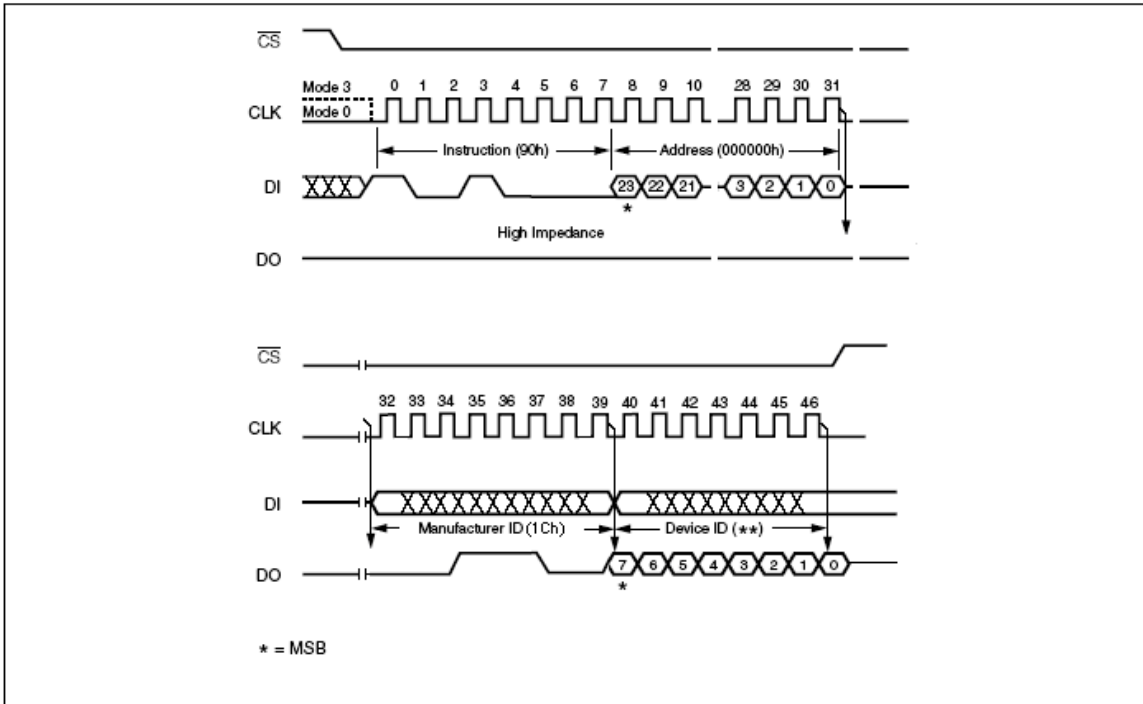 CS
Mode 3
0 1 2 3 4 5 6 7 8 9 10 28 29 30 31
CLK
Mode 0
Instruction (90h)
Address (000000h)
DI
23 22 21 3 2 1 0
*
High Impedance
DO
CS
32 33 34 35 36 37 38 39 40 41 42 43 44 45 46
CLK
DI
Manufacturer ID (1Ch)
Device ID (**)
DO
7 6 5 4 3 2 1 0
*
* = MSB